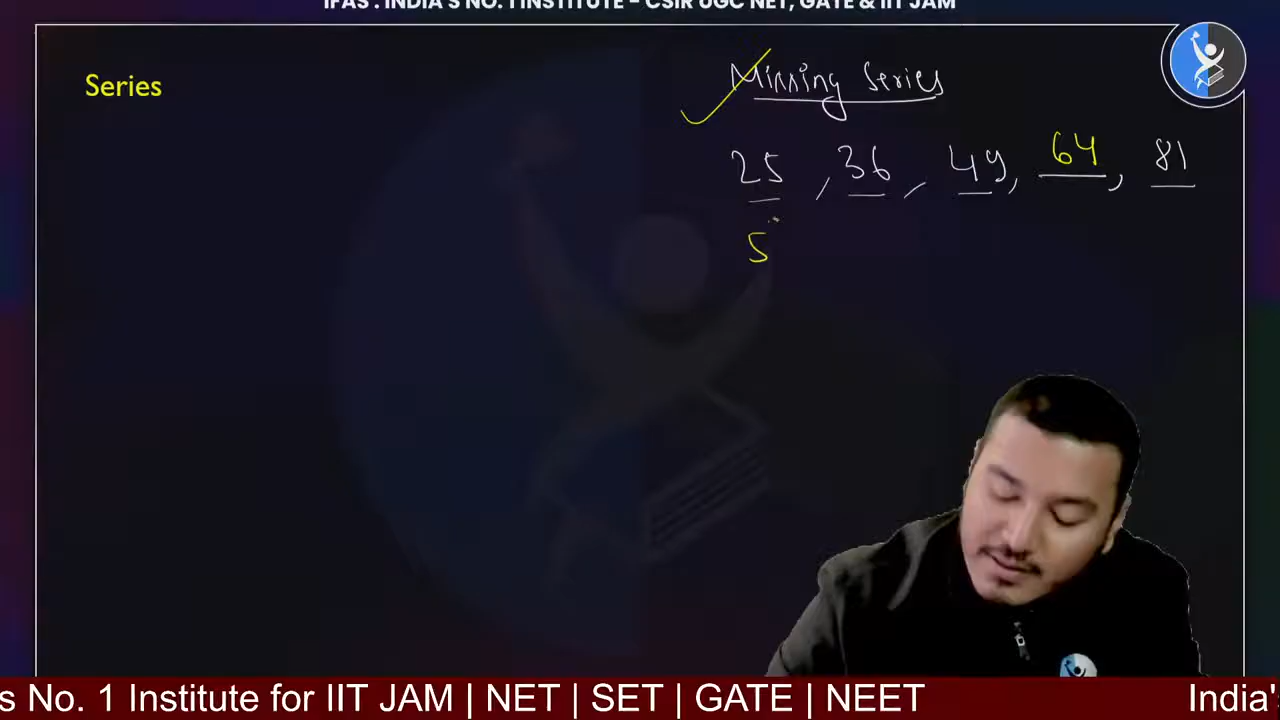 IFAS : INDIA'S NO. 1 INSTITUTE - CSIR UGC NET, GATE & IIT JAM
Series
Missing Series
25, 36, 49, 64, 81
5
s No. 1 Institute for IIT JAM | NET | SET | GATE | NEET India'